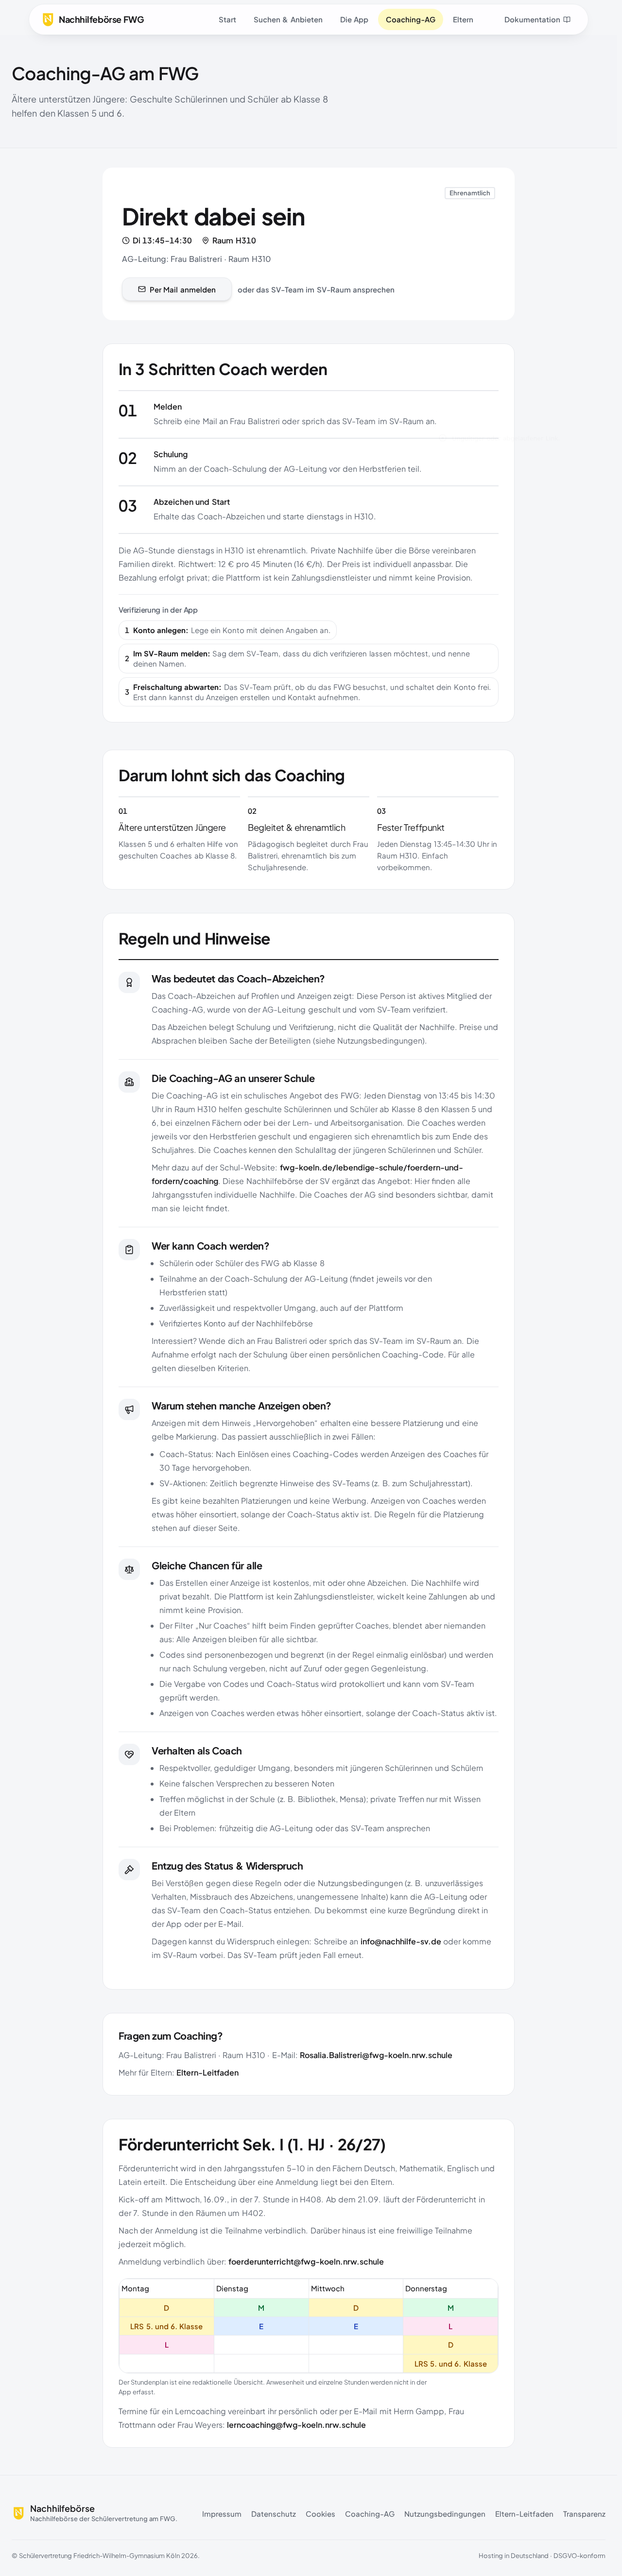 Nachhilfebörse FWG
Start
Suchen & Anbieten
Die App
Coaching-AG
Eltern
Dokumentation
Coaching-AG am FWG
Ältere unterstützen Jüngere: Geschulte Schülerinnen und Schüler ab Klasse 8
helfen den Klassen 5 und 6.
Ehrenamtlich
Direkt dabei sein
Di 13:45–14:30
Raum H310
AG-Leitung: Frau Balistreri · Raum H310
Per Mail anmelden
oder das SV-Team im SV-Raum ansprechen
In 3 Schritten Coach werden
01
Melden
Schreib eine Mail an Frau Balistreri oder sprich das SV-Team im SV-Raum an.
02
Schulung
Nimm an der Coach-Schulung der AG-Leitung vor den Herbstferien teil.
03
Abzeichen und Start
Erhalte das Coach-Abzeichen und starte dienstags in H310.
Die AG-Stunde dienstags in H310 ist ehrenamtlich. Private Nachhilfe über die Börse vereinbaren
Familien direkt. Richtwert: 12 € pro 45 Minuten (16 €/h). Der Preis ist individuell anpassbar. Die
Bezahlung erfolgt privat; die Plattform ist kein Zahlungsdienstleister und nimmt keine Provision.
Verifizierung in der App
1 Konto anlegen: Lege ein Konto mit deinen Angaben an.
2 Im SV-Raum melden: Sag dem SV-Team, dass du dich verifizieren lassen möchtest, und nenne
deinen Namen.
3 Freischaltung abwarten: Das SV-Team prüft, ob du das FWG besuchst, und schaltet dein Konto frei.
Erst dann kannst du Anzeigen erstellen und Kontakt aufnehmen.
Darum lohnt sich das Coaching
01
Ältere unterstützen Jüngere
Klassen 5 und 6 erhalten Hilfe von
geschulten Coaches ab Klasse 8.
02
Begleitet & ehrenamtlich
Pädagogisch begleitet durch Frau
Balistreri, ehrenamtlich bis zum
Schuljahresende.
03
Fester Treffpunkt
Jeden Dienstag 13:45–14:30 Uhr in
Raum H310. Einfach
vorbeikommen.
Regeln und Hinweise
Was bedeutet das Coach-Abzeichen?
Das Coach-Abzeichen auf Profilen und Anzeigen zeigt: Diese Person ist aktives Mitglied der
Coaching-AG, wurde von der AG-Leitung geschult und vom SV-Team verifiziert.
Das Abzeichen belegt Schulung und Verifizierung, nicht die Qualität der Nachhilfe. Preise und
Absprachen bleiben Sache der Beteiligten (siehe Nutzungsbedingungen).
Die Coaching-AG an unserer Schule
Die Coaching-AG ist ein schulisches Angebot des FWG: Jeden Dienstag von 13:45 bis 14:30
Uhr in Raum H310 helfen geschulte Schülerinnen und Schüler ab Klasse 8 den Klassen 5 und
6, bei einzelnen Fächern oder bei der Lern- und Arbeitsorganisation. Die Coaches werden
jeweils vor den Herbstferien geschult und engagieren sich ehrenamtlich bis zum Ende des
Schuljahres. Die Coaches kennen den Schulalltag der jüngeren Schülerinnen und Schüler.
Mehr dazu auf der Schul-Website: fwg-koeln.de/lebendige-schule/foerdern-und-
fordern/coaching. Diese Nachhilfebörse der SV ergänzt das Angebot: Hier finden alle
Jahrgangsstufen individuelle Nachhilfe. Die Coaches der AG sind besonders sichtbar, damit
man sie leicht findet.
Wer kann Coach werden?
• Schülerin oder Schüler des FWG ab Klasse 8
• Teilnahme an der Coach-Schulung der AG-Leitung (findet jeweils vor den
Herbstferien statt)
• Zuverlässigkeit und respektvoller Umgang, auch auf der Plattform
• Verifiziertes Konto auf der Nachhilfebörse
Interessiert? Wende dich an Frau Balistreri oder sprich das SV-Team im SV-Raum an. Die
Aufnahme erfolgt nach der Schulung über einen persönlichen Coaching-Code. Für alle
gelten dieselben Kriterien.
Warum stehen manche Anzeigen oben?
Anzeigen mit dem Hinweis „Hervorgehoben“ erhalten eine bessere Platzierung und eine
gelbe Markierung. Das passiert ausschließlich in zwei Fällen:
• Coach-Status: Nach Einlösen eines Coaching-Codes werden Anzeigen des Coaches für
30 Tage hervorgehoben.
• SV-Aktionen: Zeitlich begrenzte Hinweise des SV-Teams (z. B. zum Schuljahresstart).
Es gibt keine bezahlten Platzierungen und keine Werbung. Anzeigen von Coaches werden
etwas höher einsortiert, solange der Coach-Status aktiv ist. Die Regeln für die Platzierung
stehen auf dieser Seite.
Gleiche Chancen für alle
• Das Erstellen einer Anzeige ist kostenlos, mit oder ohne Abzeichen. Die Nachhilfe wird
privat bezahlt. Die Plattform ist kein Zahlungsdienstleister, wickelt keine Zahlungen ab und
nimmt keine Provision.
• Der Filter „Nur Coaches“ hilft beim Finden geprüfter Coaches, blendet aber niemanden
aus: Alle Anzeigen bleiben für alle sichtbar.
• Codes sind personenbezogen und begrenzt (in der Regel einmalig einlösbar) und werden
nur nach Schulung vergeben, nicht auf Zuruf oder gegen Gegenleistung.
• Die Vergabe von Codes und Coach-Status wird protokolliert und kann vom SV-Team
geprüft werden.
• Anzeigen von Coaches werden etwas höher einsortiert, solange der Coach-Status aktiv ist.
Verhalten als Coach
• Respektvoller, geduldiger Umgang, besonders mit jüngeren Schülerinnen und Schülern
• Keine falschen Versprechen zu besseren Noten
• Treffen möglichst in der Schule (z. B. Bibliothek, Mensa); private Treffen nur mit Wissen
der Eltern
• Bei Problemen: frühzeitig die AG-Leitung oder das SV-Team ansprechen
Entzug des Status & Widerspruch
Bei Verstößen gegen diese Regeln oder die Nutzungsbedingungen (z. B. unzuverlässiges
Verhalten, Missbrauch des Abzeichens, unangemessene Inhalte) kann die AG-Leitung oder
das SV-Team den Coach-Status entziehen. Du bekommst eine kurze Begründung direkt in
der App oder per E-Mail.
Dagegen kannst du Widerspruch einlegen: Schreibe an info@nachhilfe-sv.de oder komme
im SV-Raum vorbei. Das SV-Team prüft jeden Fall erneut.
Fragen zum Coaching?
AG-Leitung: Frau Balistreri · Raum H310 · E-Mail: Rosalia.Balistreri@fwg-koeln.nrw.schule
Mehr für Eltern: Eltern-Leitfaden
Förderunterricht Sek. I (1. HJ · 26/27)
Förderunterricht wird in den Jahrgangsstufen 5–10 in den Fächern Deutsch, Mathematik, Englisch und
Latein erteilt. Die Entscheidung über eine Anmeldung liegt bei den Eltern.
Kick-off am Mittwoch, 16.09., in der 7. Stunde in H408. Ab dem 21.09. läuft der Förderunterricht in
der 7. Stunde in den Räumen um H402.
Nach der Anmeldung ist die Teilnahme verbindlich. Darüber hinaus ist eine freiwillige Teilnahme
jederzeit möglich.
Anmeldung verbindlich über: foerderunterricht@fwg-koeln.nrw.schule
Montag Dienstag Mittwoch Donnerstag
D M D M
LRS 5. und 6. Klasse E E L
L D
LRS 5. und 6. Klasse
Der Stundenplan ist eine redaktionelle Übersicht. Anwesenheit und einzelne Stunden werden nicht in der
App erfasst.
Termine für ein Lerncoaching vereinbart ihr persönlich oder per E-Mail mit Herrn Gampp, Frau
Trottmann oder Frau Weyers: lerncoaching@fwg-koeln.nrw.schule
Nachhilfebörse
Nachhilfebörse der Schülervertretung am FWG.
Impressum
Datenschutz
Cookies
Coaching-AG
Nutzungsbedingungen
Eltern-Leitfaden
Transparenz
© Schülervertretung Friedrich-Wilhelm-Gymnasium Köln 2026.
Hosting in Deutschland · DSGVO-konform